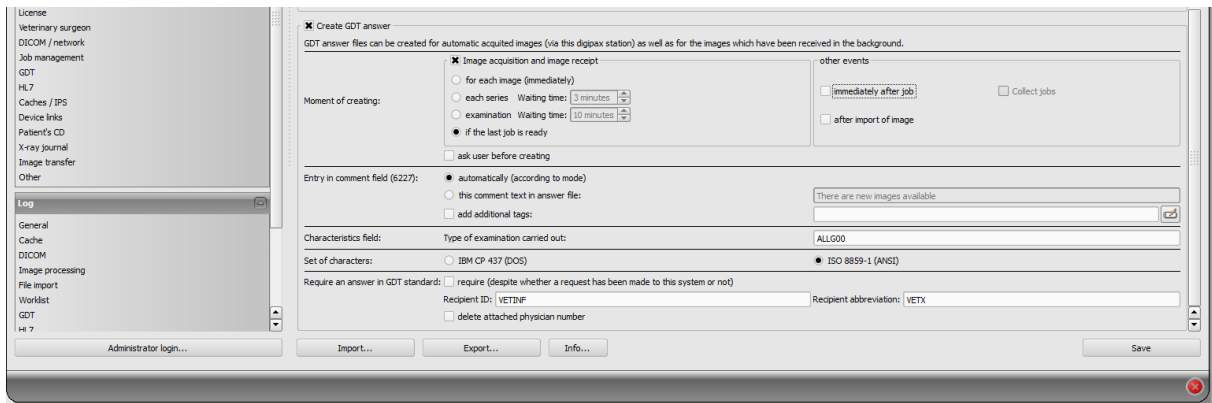 License
Veterinary surgeon
DICOM / network
Job management
GDT
HL7
Caches / IPS
Device links
Patient's CD
X-ray journal
Image transfer
Other
Log
General
Cache
DICOM
Image processing
File import
Worklist
GDT
HL7
Administrator login...
Create GDT answer
GDT answer files can be created for automatic acquited images (via this digipax station) as well as for the images which have been received in the background.
Moment of creating:
Image acquisition and image receipt
for each image (immediately)
each series Waiting time: 3 minutes
examination Waiting time: 10 minutes
if the last job is ready
ask user before creating
other events
immediately after job Collect jobs
after import of image
Entry in comment field (6227): automatically (according to mode)
this comment text in answer file: There are new images available
add additional tags:
Characteristics field: Type of examination carried out: ALLG00
Set of characters: IBM CP 437 (DOS) ISO 8859-1 (ANSI)
Require an answer in GDT standard: require (despite whether a request has been made to this system or not)
Recipient ID: VETINF Recipient abbreviation: VETX
delete attached physician number
Import... Export... Info... Save